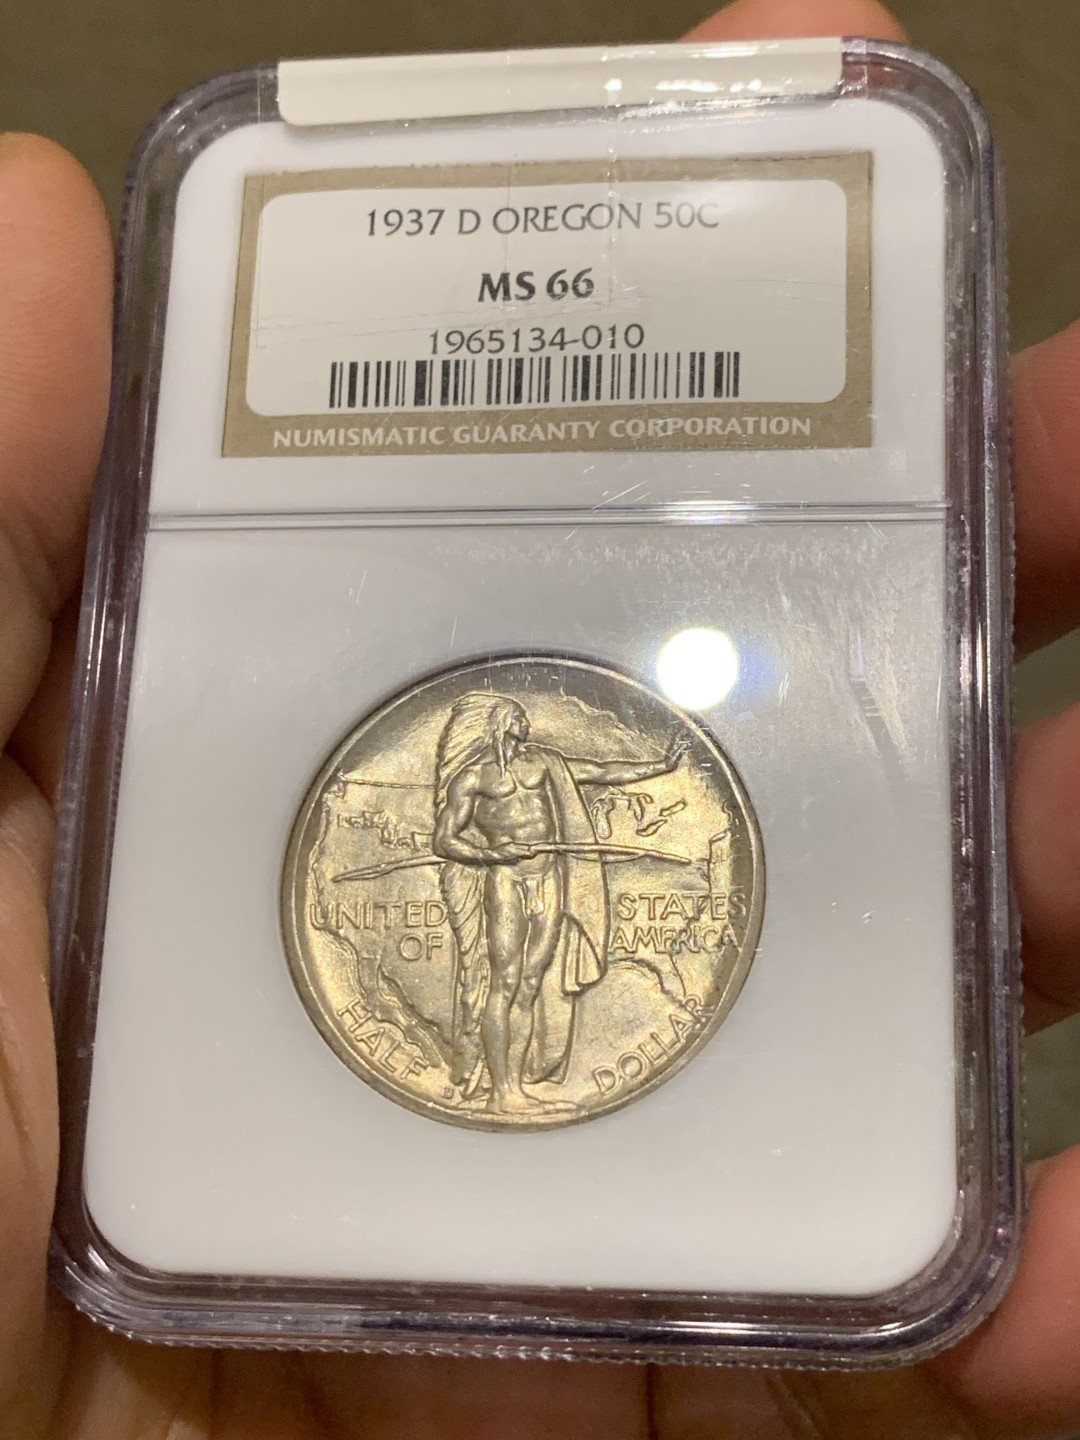 1937 D OREGON 50C
MS 66
1965134-010
NUMISMATIC GUARANTY CORPORATION
UNITED STATES
OF AMERICA
HALF DOLLAR
D